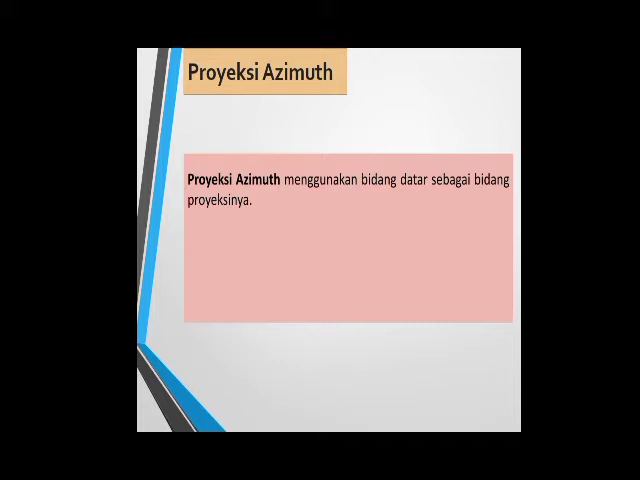 Proyeksi Azimuth
Proyeksi Azimuth menggunakan bidang datar sebagai bidang
proyeksinya.